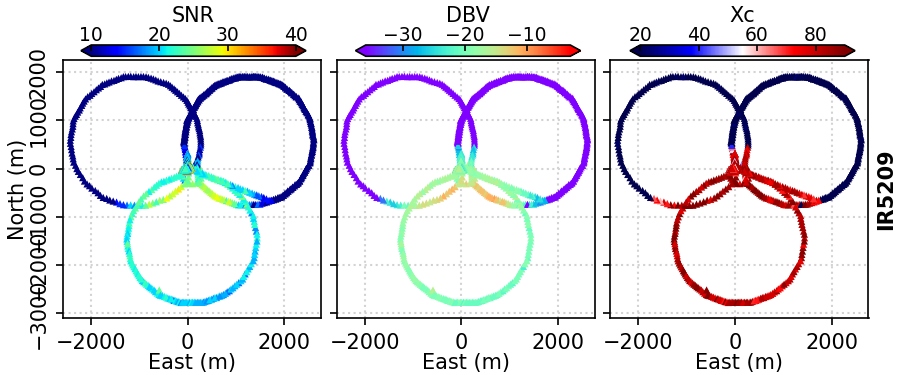 SNR DBV Xc
10 20 30 40 −30 −20 −10 20 40 60 80
North (m)
2000
1000
0
−1000
−2000
−3000
IR5209
−2000 0 2000 −2000 0 2000 −2000 0 2000
East (m) East (m) East (m)